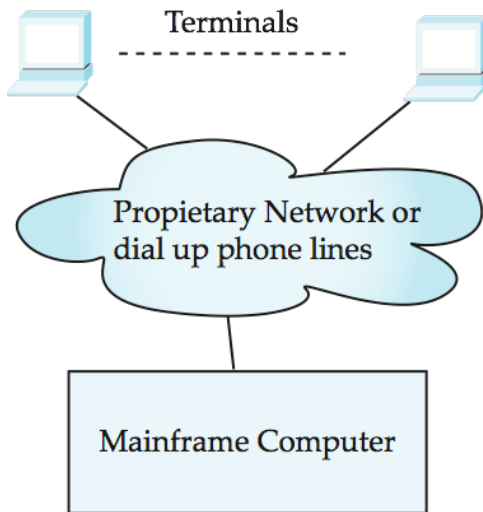 Terminals
Propietary Network or
dial up phone lines
Mainframe Computer